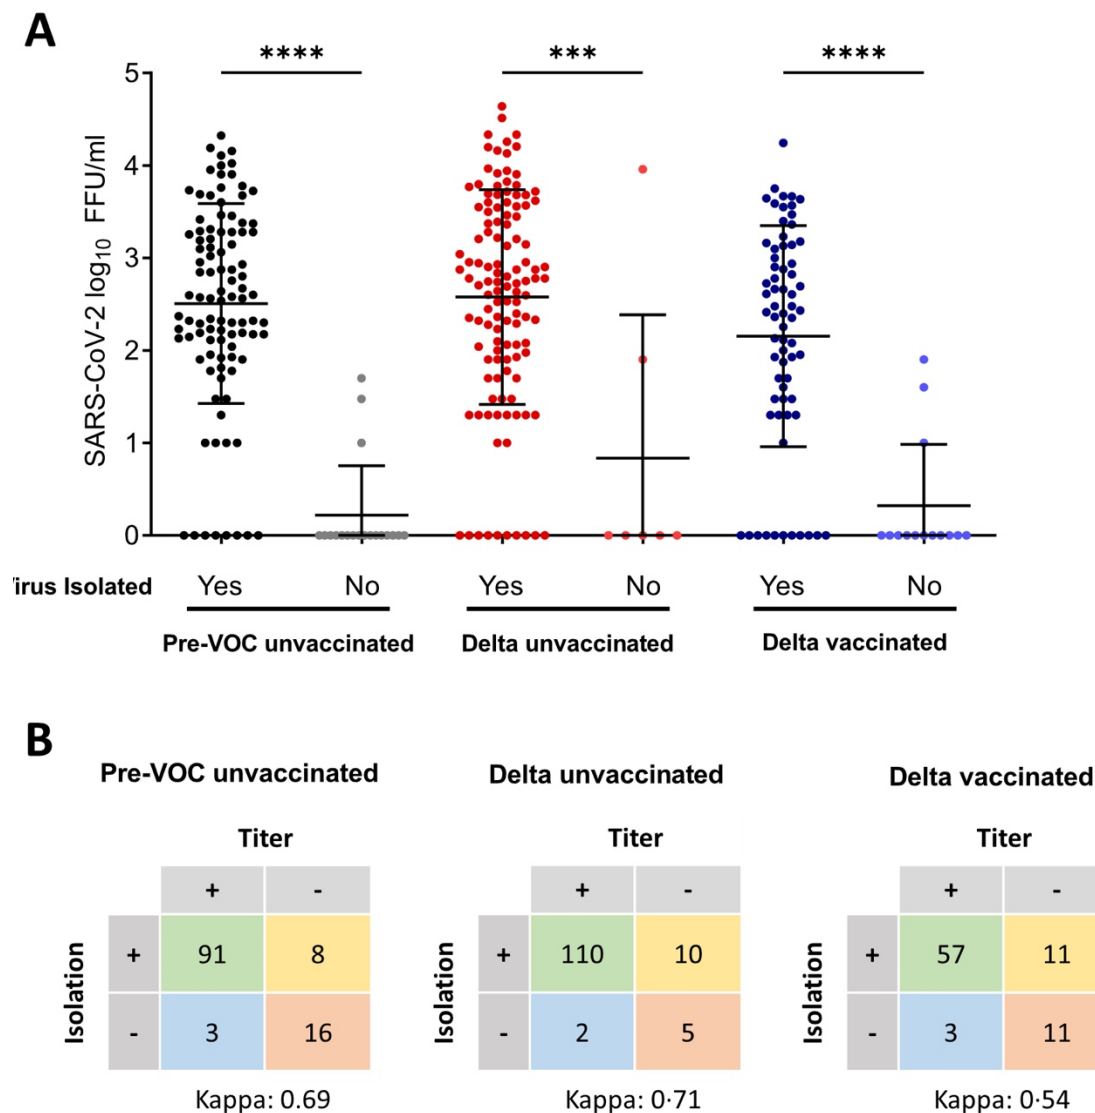 A
**** *** ****
SARS-CoV-2 log10 FFU/ml
5
4
3
2
1
0
irus Isolated Yes No Yes No Yes No
Pre-VOC unvaccinated Delta unvaccinated Delta vaccinated
B
Pre-VOC unvaccinated Delta unvaccinated Delta vaccinated
Titer Titer Titer
+ - + - + -
Isolation + 91 8 Isolation + 110 10 Isolation + 57 11
- 3 16 - 2 5 - 3 11
Kappa: 0.69 Kappa: 0·71 Kappa: 0·54